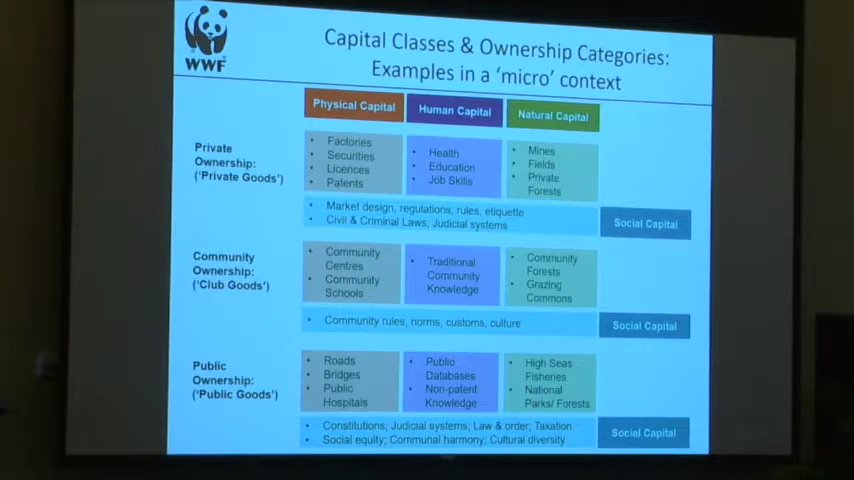 WWF
Capital Classes & Ownership Categories:
Examples in a 'micro' context
Physical Capital
Human Capital
Natural Capital
Private
Ownership:
('Private Goods')
• Factories
• Securities
• Licences
• Patents
• Health
• Education
• Job Skills
• Mines
• Fields
• Private
Forests
• Market design, regulations, rules, etiquette
• Civil & Criminal Laws; Judicial systems
Social Capital
Community
Ownership:
('Club Goods')
• Community
Centres
• Community
Schools
• Traditional
Community
Knowledge
• Community
Forests
• Grazing
Commons
• Community rules, norms, customs, culture
Social Capital
Public
Ownership:
('Public Goods')
• Roads
• Bridges
• Public
Hospitals
• Public
Databases
• Non-patent
Knowledge
• High Seas
Fisheries
• National
Parks/ Forests
• Constitutions; Judicial systems; Law & order; Taxation
• Social equity; Communal harmony; Cultural diversity
Social Capital